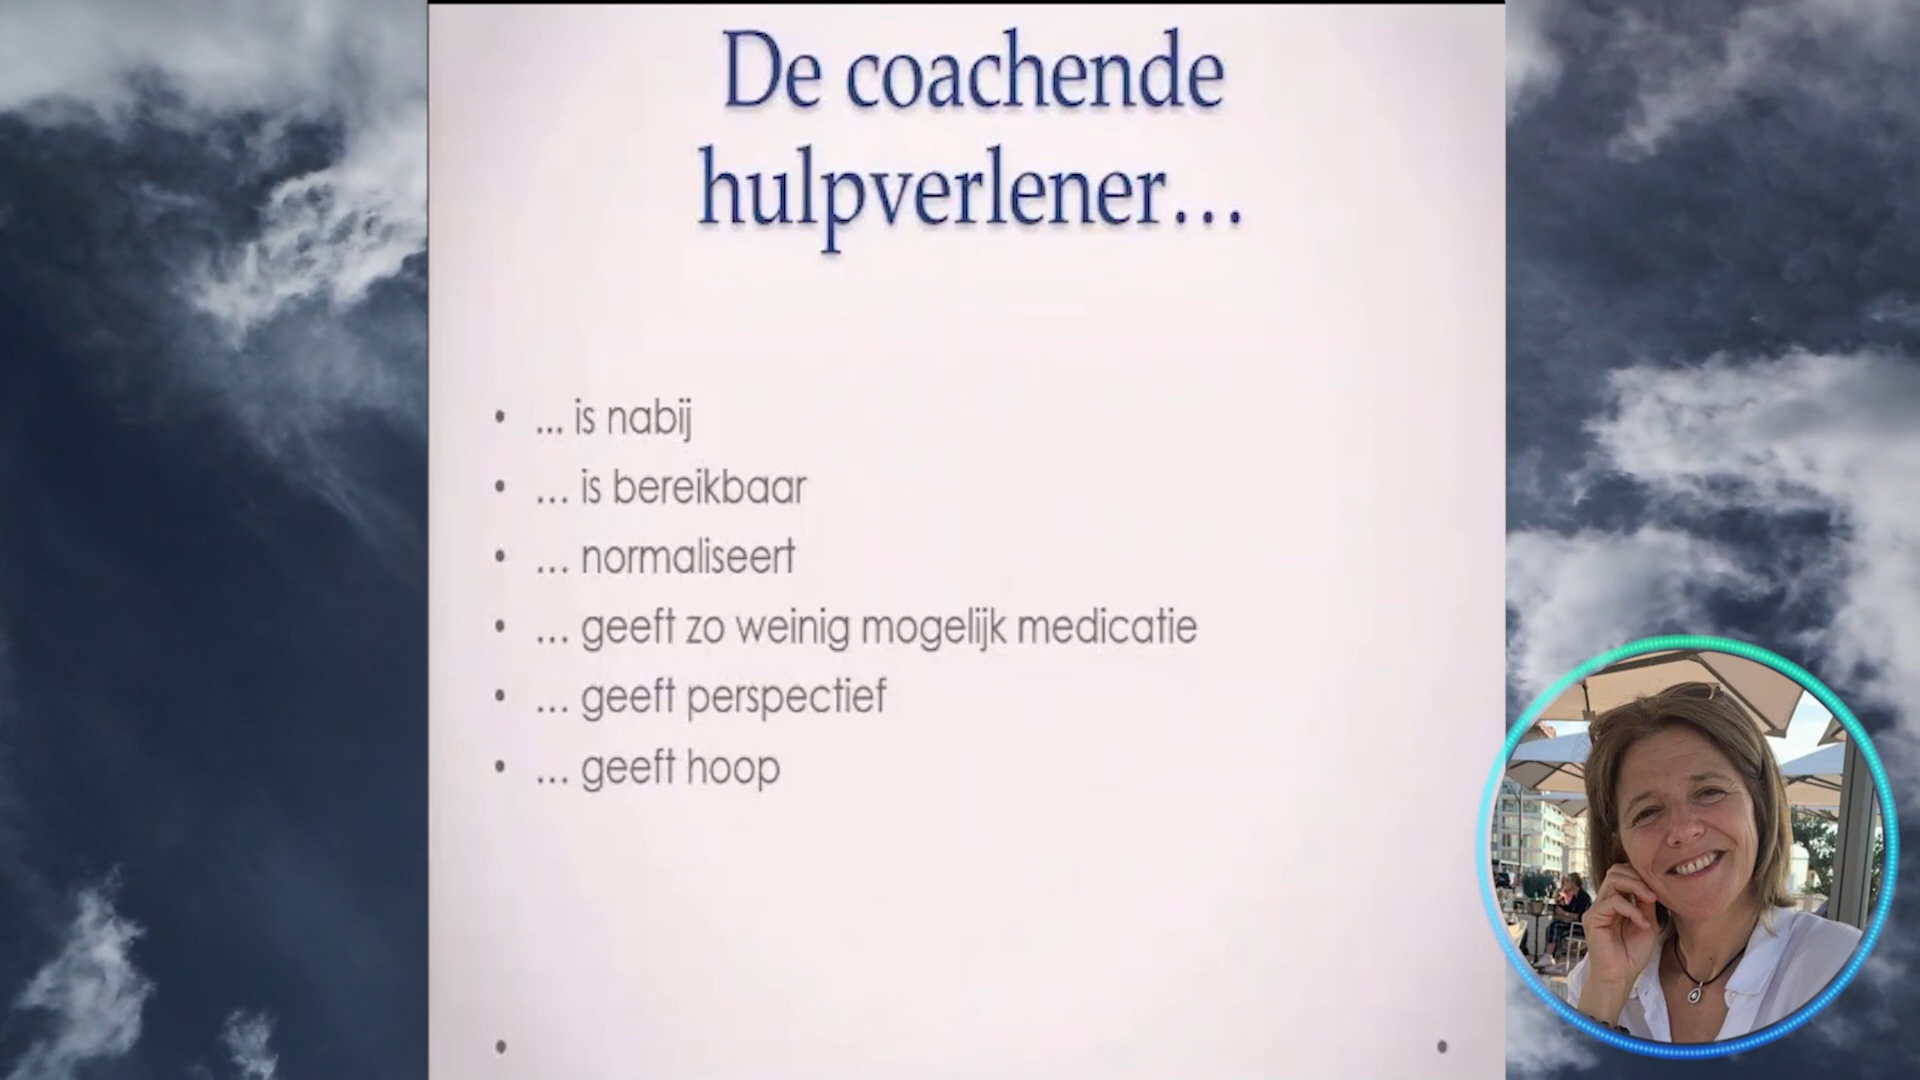 De coachende
hulpverlener…
• ... is nabij
• … is bereikbaar
• … normaliseert
• … geeft zo weinig mogelijk medicatie
• … geeft perspectief
• … geeft hoop